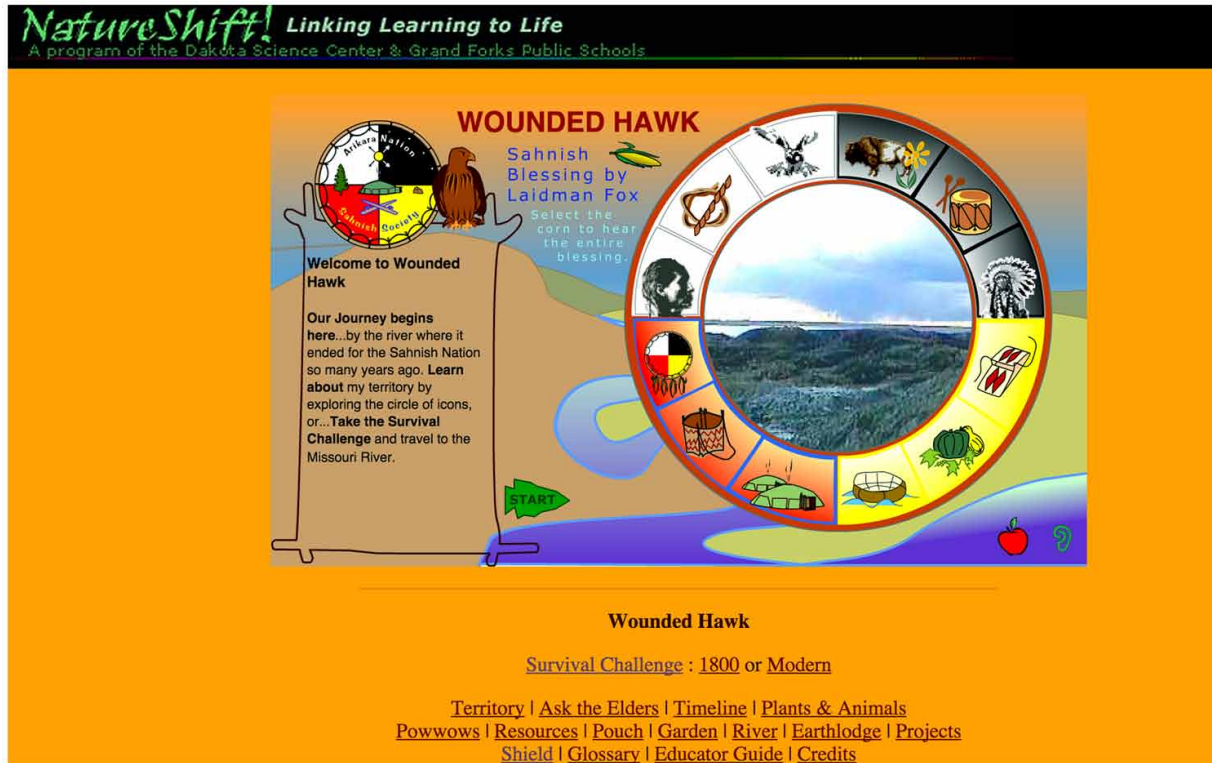 NatureShift! Linking Learning to Life
A program of the Dakota Science Center & Grand Forks Public Schools
WOUNDED HAWK
Arikara Nation
Sahnish Society
Sahnish
Blessing by
Laidman Fox
Select the
corn to hear
the entire
blessing.
Welcome to Wounded
Hawk
Our Journey begins
here...by the river where it
ended for the Sahnish Nation
so many years ago. Learn
about my territory by
exploring the circle of icons,
or...Take the Survival
Challenge and travel to the
Missouri River.
START
Wounded Hawk
Survival Challenge : 1800 or Modern
Territory | Ask the Elders | Timeline | Plants & Animals
Powwows | Resources | Pouch | Garden | River | Earthlodge | Projects
Shield | Glossary | Educator Guide | Credits